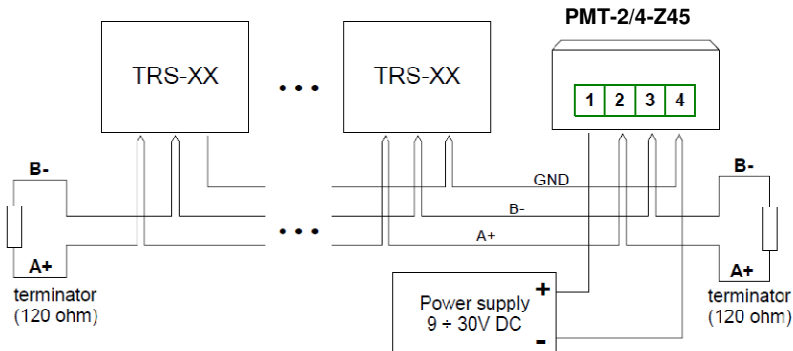 PMT-2/4-Z45
TRS-XX
• • •
TRS-XX
1 2 3 4
B-
GND
B-
B-
• • •
A+
A+
terminator
(120 ohm)
Power supply
9 ÷ 30V DC
+
-
A+
terminator
(120 ohm)